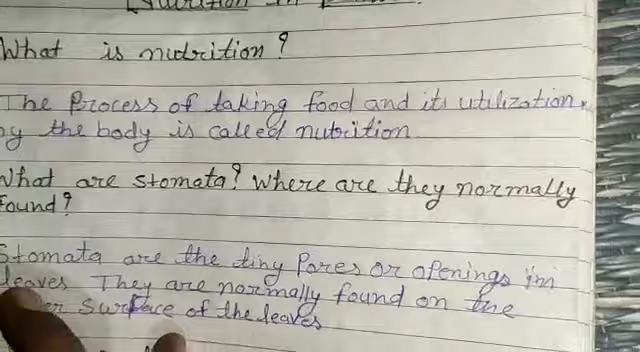 Nutrition in
What is nutrition?
The Process of taking food and its utilization
by the body is called nutrition
What are stomata? Where are they normally
Found?
Stomata are the tiny Pores or openings in
leaves They are normally found on the
surface of the leaves